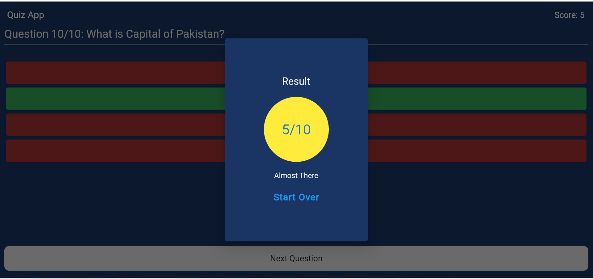 Quiz App
Score: 5
Question 10/10: What is Capital of Pakistan?
Result
5/10
Almost There
Start Over
Next Question